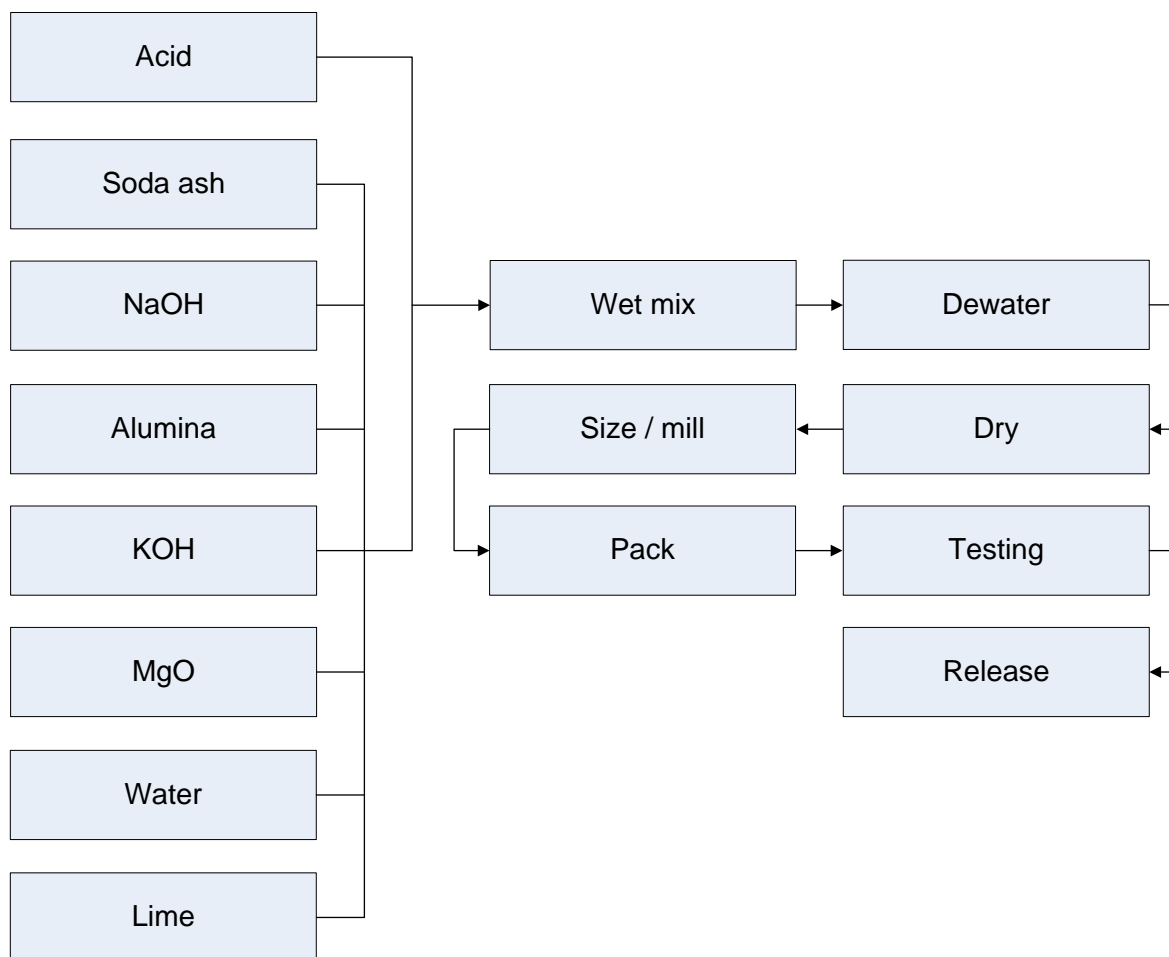 Acid
Soda ash
NaOH
Alumina
KOH
MgO
Water
Lime
Wet mix
Dewater
Size / mill
Dry
Pack
Testing
Release